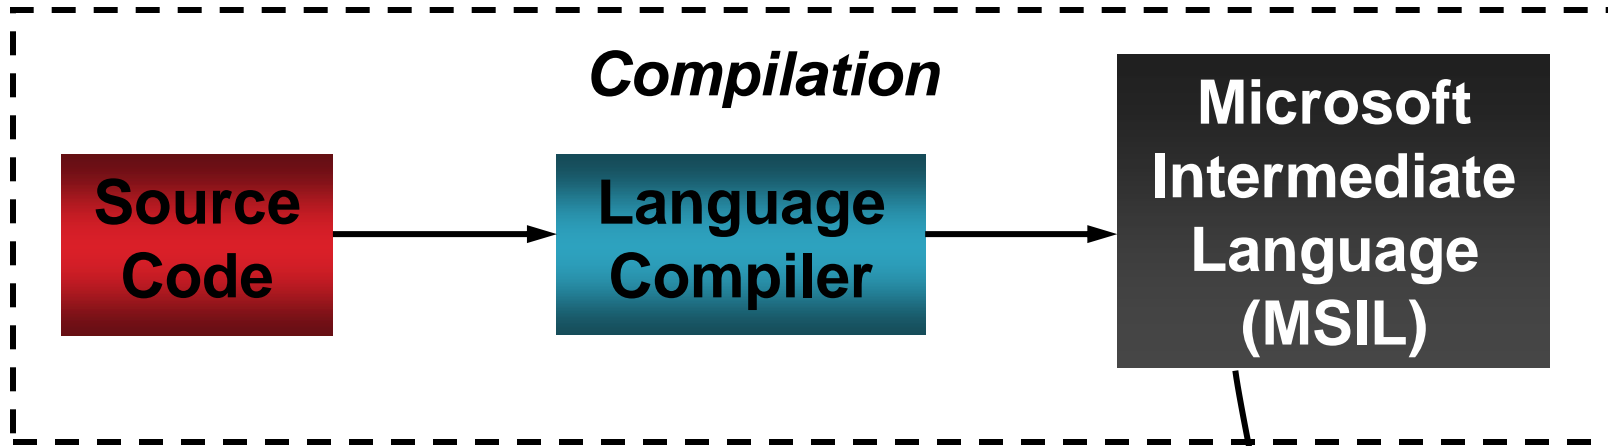 Compilation
Source
Code
Language
Compiler
Microsoft
Intermediate
Language
(MSIL)